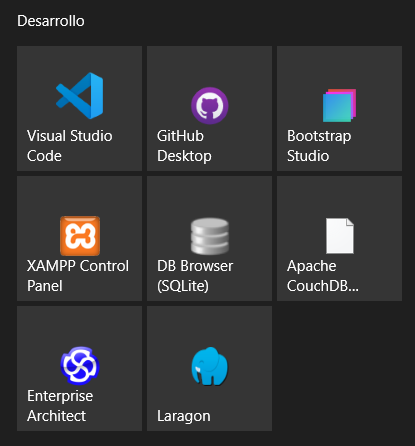 Desarrollo
Visual Studio
Code
GitHub
Desktop
Bootstrap
Studio
XAMPP Control
Panel
DB Browser
(SQLite)
Apache
CouchDB...
Enterprise
Architect
Laragon